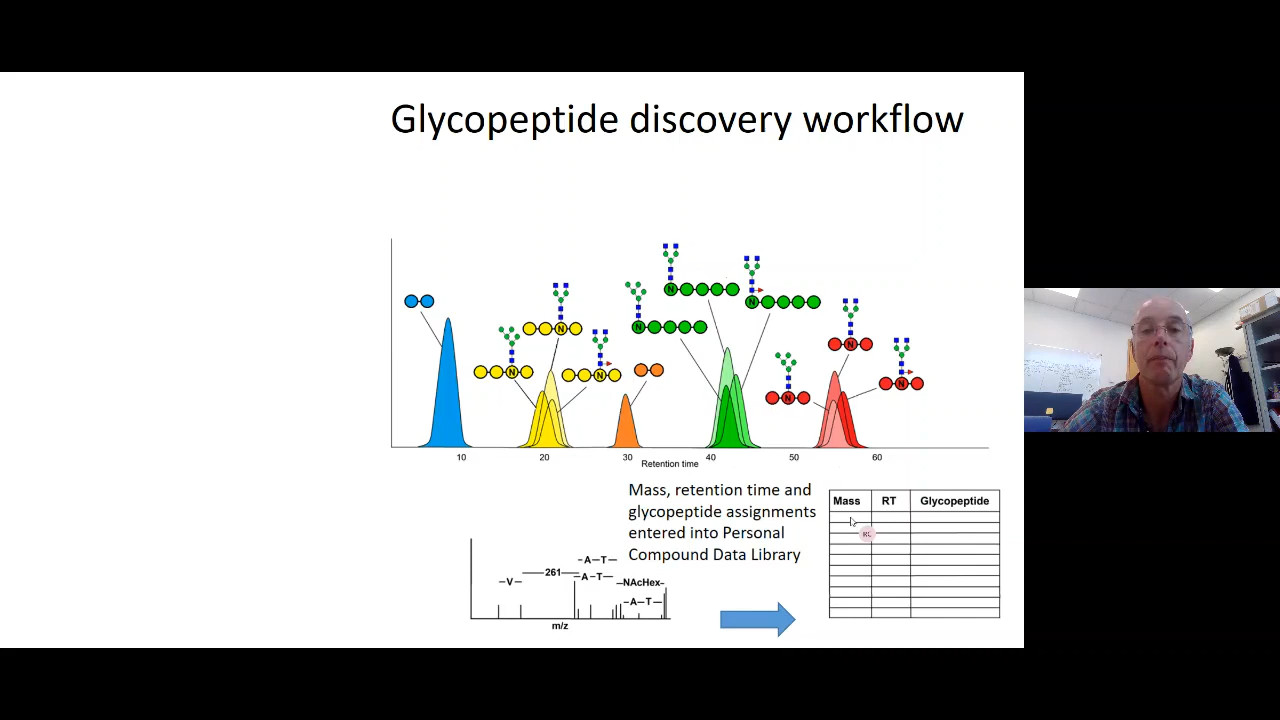 Glycopeptide discovery workflow
N
N
N
N
N
N
N
N
N
10 20 30 40 50 60
Retention time
Mass, retention time and
glycopeptide assignments
entered into Personal
Compound Data Library
Mass RT Glycopeptide
RC
–A–T–
261
–V– –A–T– –NAcHex–
–A–T–
m/z